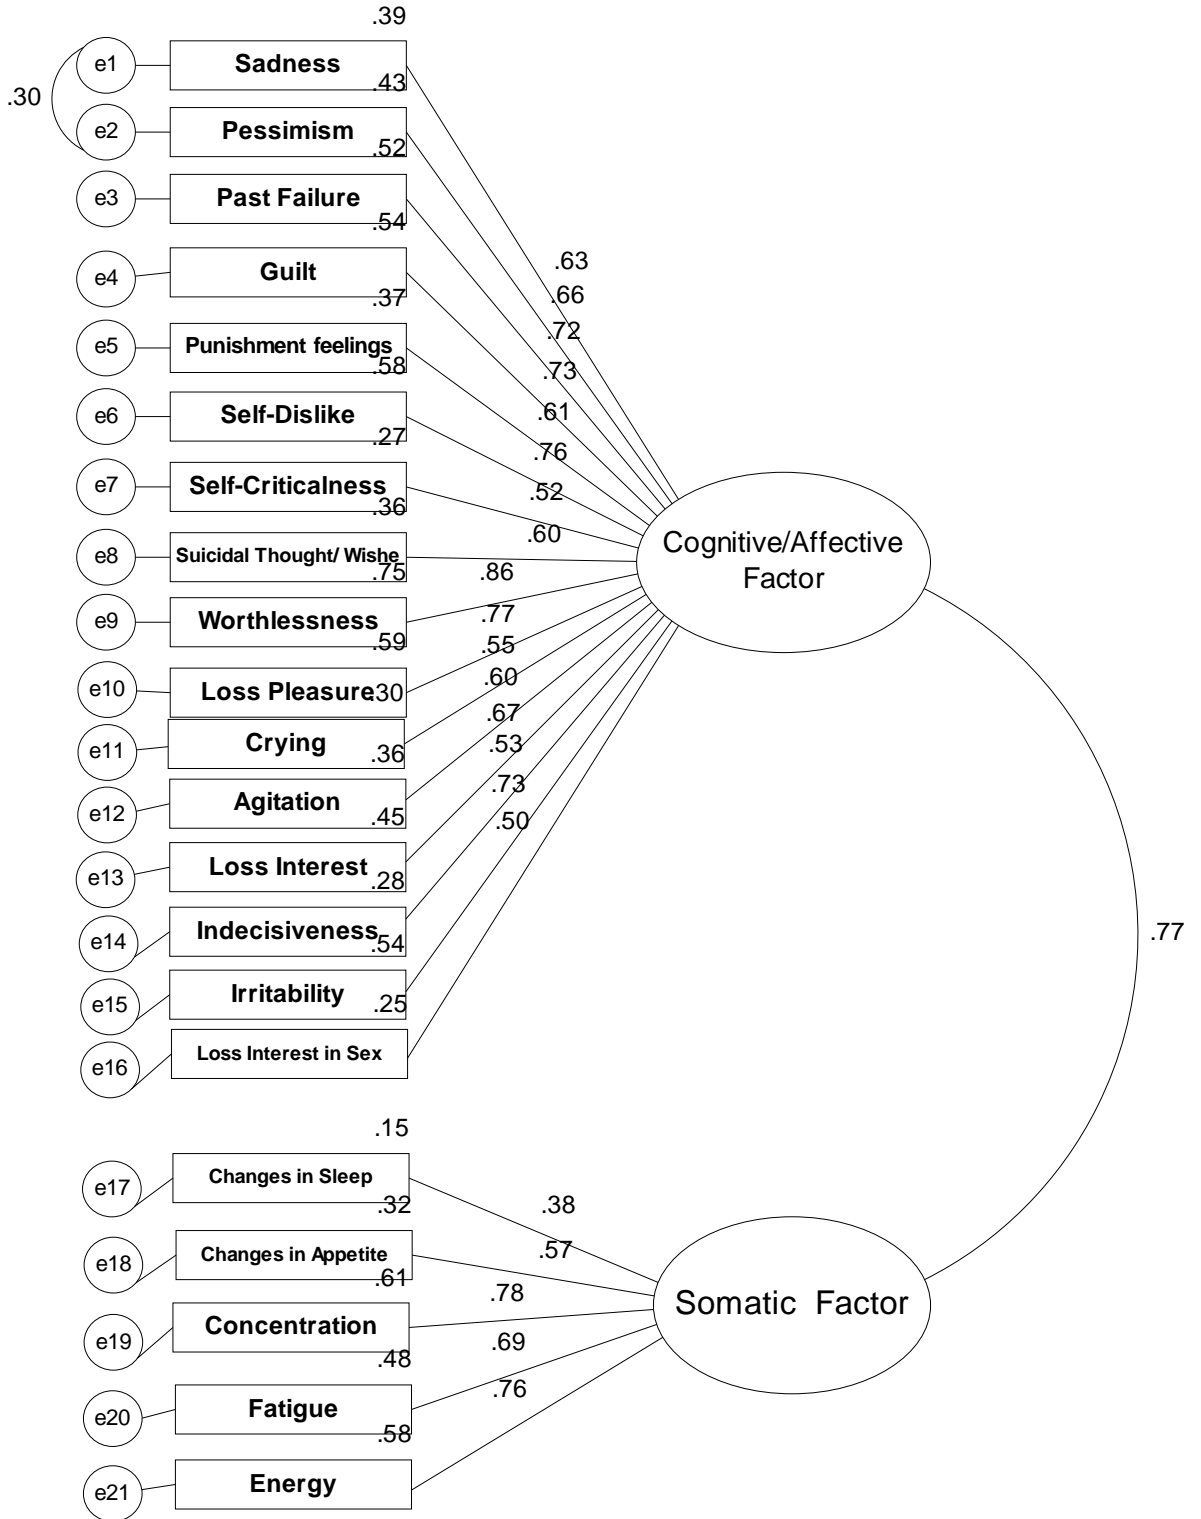 .39
e1 Sadness
.43
.30
e2 Pessimism
.52
e3 Past Failure
.54
e4 Guilt
.37
e5 Punishment feelings
.58
e6 Self-Dislike
.27
e7 Self-Criticalness
.36
e8 Suicidal Thought/ Wishe
.75
e9 Worthlessness
.59
e10 Loss Pleasure
.30
e11 Crying
.36
e12 Agitation
.45
e13 Loss Interest
.28
e14 Indecisiveness
.54
e15 Irritability
.25
e16 Loss Interest in Sex
.63
.66
.72
.73
.61
.76
.52
.60
.86
.77
.55
.60
.67
.53
.73
.50
Cognitive/Affective
Factor
.77
.15
e17 Changes in Sleep
.32
e18 Changes in Appetite
.61
e19 Concentration
.48
e20 Fatigue
.58
e21 Energy
.38
.57
.78
.69
.76
Somatic Factor